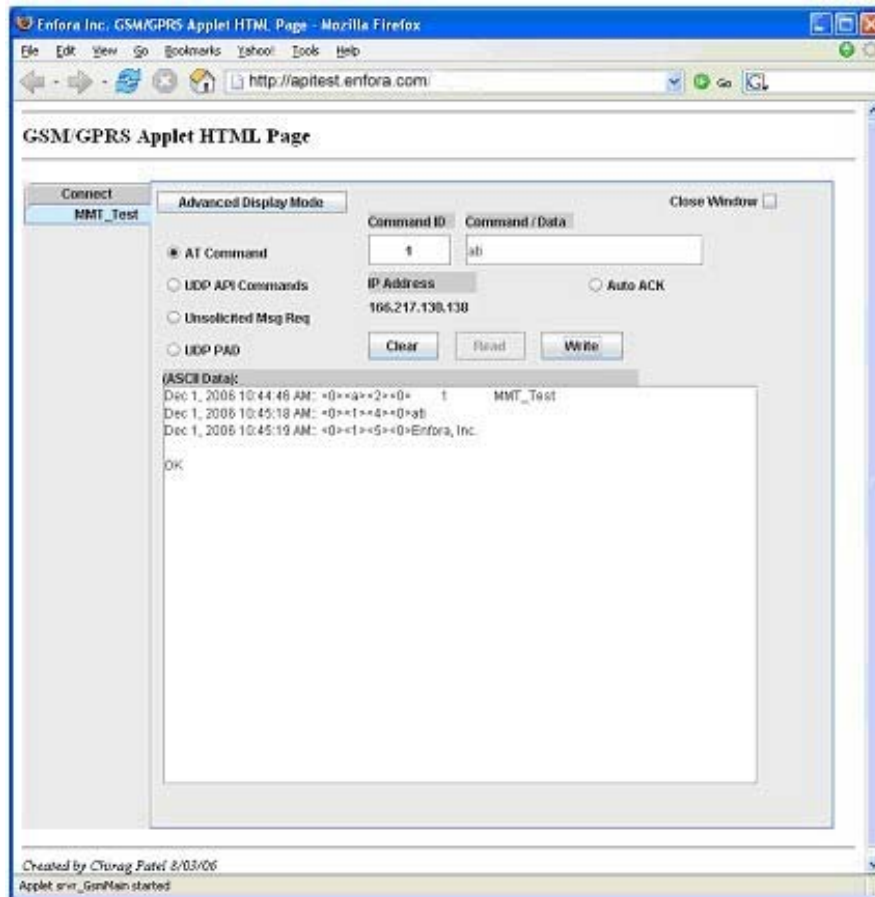 Enfora Inc. GSM/GPRS Applet HTML Page - Mozilla Firefox
File Edit View Go Bookmarks Yahoo! Tools Help
http://apitest.enfora.com/ Go
GSM/GPRS Applet HTML Page
Connect
MMT_Test
Advanced Display Mode
Close Window
Command ID Command / Data
AT Command
1
ati
UDP API Commands
IP Address
Auto ACK
166.217.130.138
Unsolicited Msg Req
UDP PAD
Clear Read Write
(ASCII Data):
Dec 1, 2006 10:44:46 AM: <0><a><2><0> 1 MMT_Test
Dec 1, 2006 10:45:18 AM: <0><1><4><0>ati
Dec 1, 2006 10:45:19 AM: <0><1><5><0>Enfora, Inc.
OK
Created by Chirag Patel 8/03/06
Applet srvr_GsmMain started